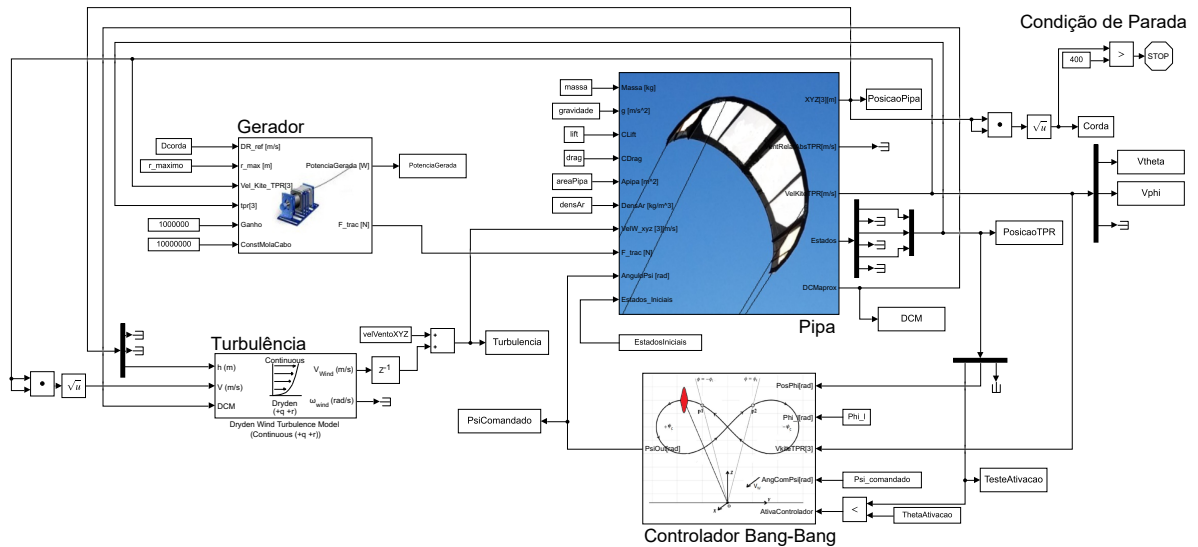 Condição de Parada
400
>
STOP
√u
Corda
Gerador
Dcorda
r_maximo
1000000
10000000
DR_ref [m/s]
r_max [m]
Vel_Kite_TPR[3]
tpr[3]
Ganho
ConstMolaCabo
PotenciaGerada [W]
F_trac [N]
PotenciaGerada
massa
gravidade
lift
drag
areaPipa
densAr
Massa [kg]
g [m/s^2]
CLift
CDrag
Apipa [m^2]
DensAr [kg/m^3]
VelW_xyz [3][m/s]
F_trac [N]
AnguloPsi [rad]
Estados_Iniciais
XYZ[3][m]
VelKiteTPR[m/s]
Estados
DCMaprox
Pipa
PosicaoPipa
Vtheta
Vphi
PosicaoTPR
DCM
EstadosIniciais
Turbulência
√u
h (m)
V (m/s)
DCM
Continuous
Dryden
(+q +r)
V Wind (m/s)
ω wind (rad/s)
Dryden Wind Turbulence Model
(Continuous (+q +r))
Z-1
velVentoXYZ
+
+
Turbulencia
PsiComandado
PosPhi[rad]
Phi_l[rad]
VkiteTPR[3]
AngComPsi[rad]
AtivaControlador
PsiOut[rad]
p1
p2
Phi_l
Psi_comandado
<
ThetaAtivacao
TesteAtivacao
Controlador Bang-Bang